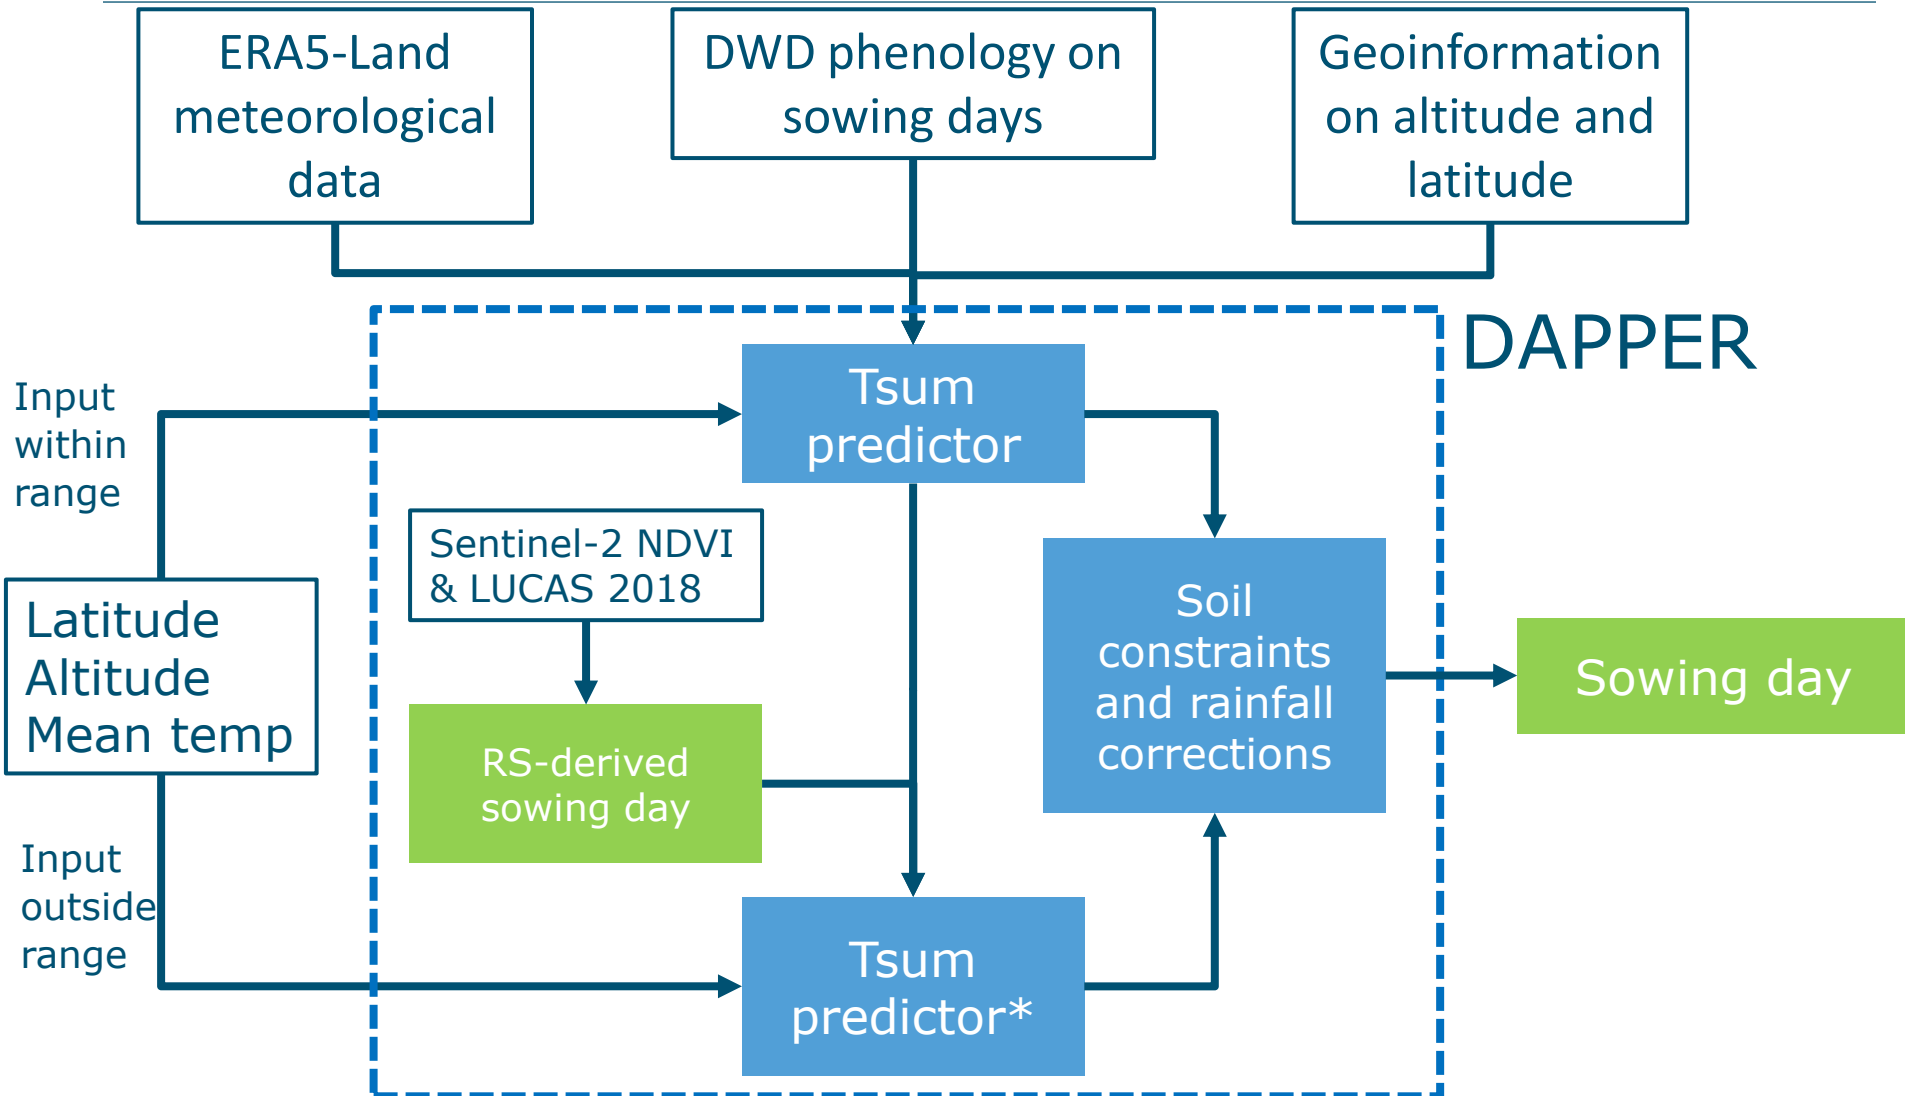 ERA5-Land
meteorological
data
DWD phenology on
sowing days
Geoinformation
on altitude and
latitude
DAPPER
Input
within
range
Tsum
predictor
Sentinel-2 NDVI
& LUCAS 2018
Latitude
Altitude
Mean temp
Soil
constraints
and rainfall
corrections
Sowing day
RS-derived
sowing day
Input
outside
range
Tsum
predictor*